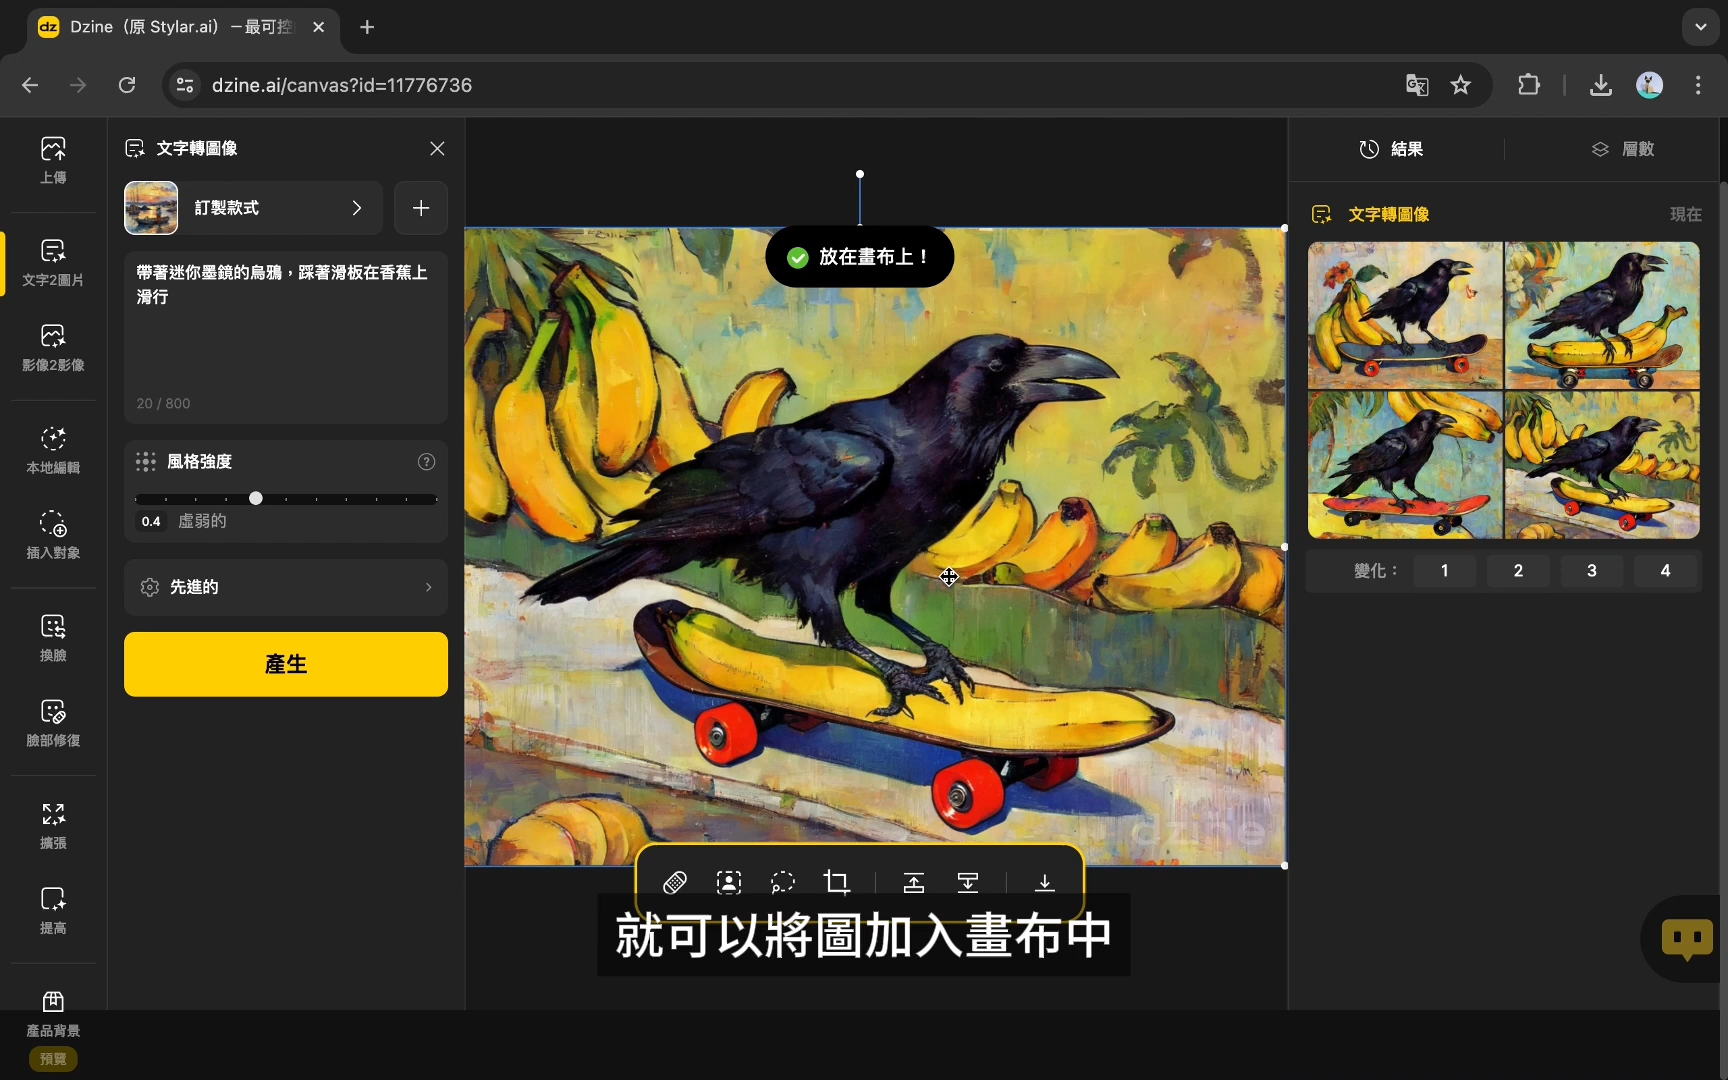 dz Dzine（原 Stylar.ai）－最可控
dzine.ai/canvas?id=11776736
上傳
文字2圖片
影像2影像
本地編輯
插入對象
換臉
臉部修復
擴張
提高
產品背景
預覽
文字轉圖像
訂製款式
帶著迷你墨鏡的烏鴉，踩著滑板在香蕉上
滑行
20 / 800
風格強度
0.4 虛弱的
先進的
產生
放在畫布上！
dzine
就可以將圖加入畫布中
結果
層數
文字轉圖像
現在
變化： 1 2 3 4